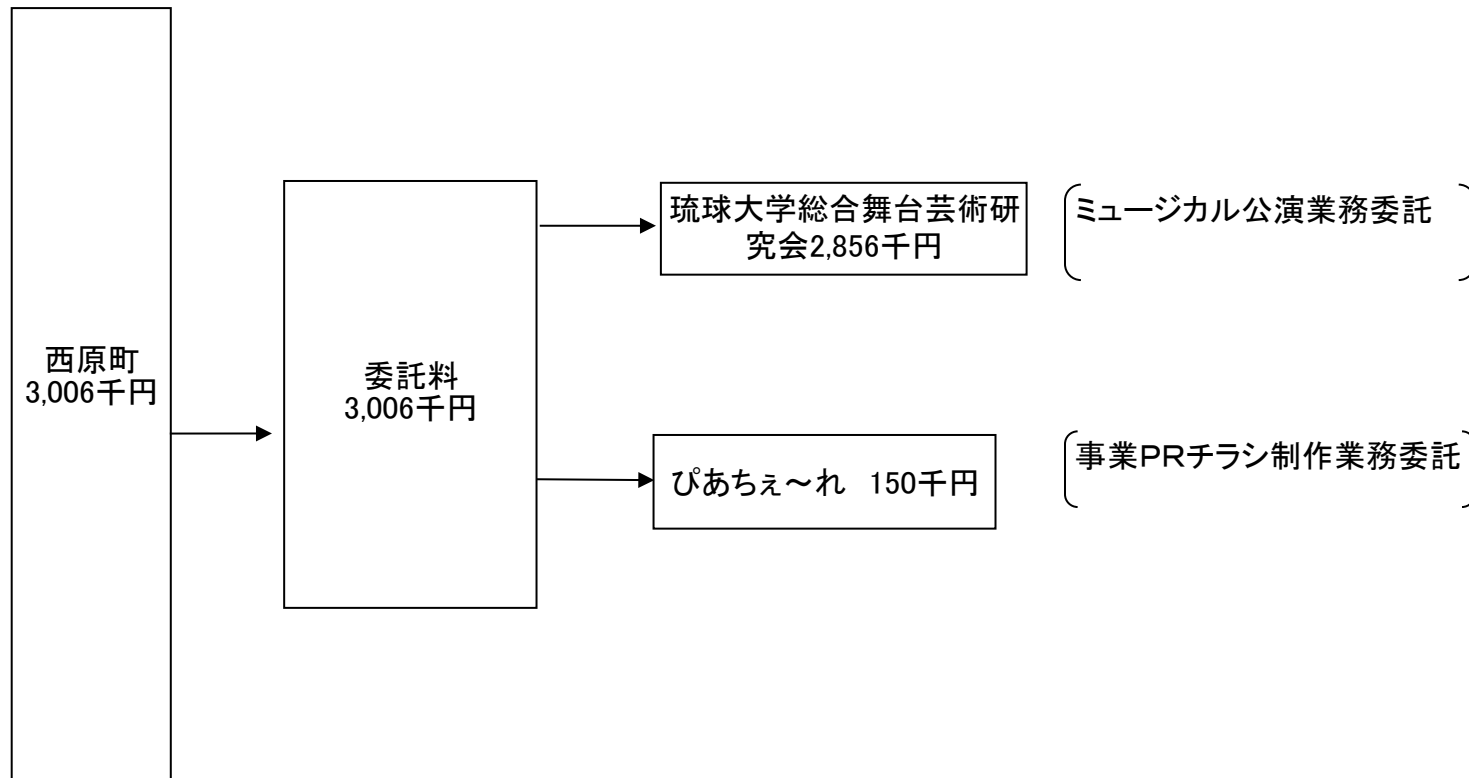 西原町
3,006千円
委託料
3,006千円
琉球大学総合舞台芸術研
究会2,856千円
ミュージカル公演業務委託
ぴあちぇ～れ　150千円
事業PRチラシ制作業務委託